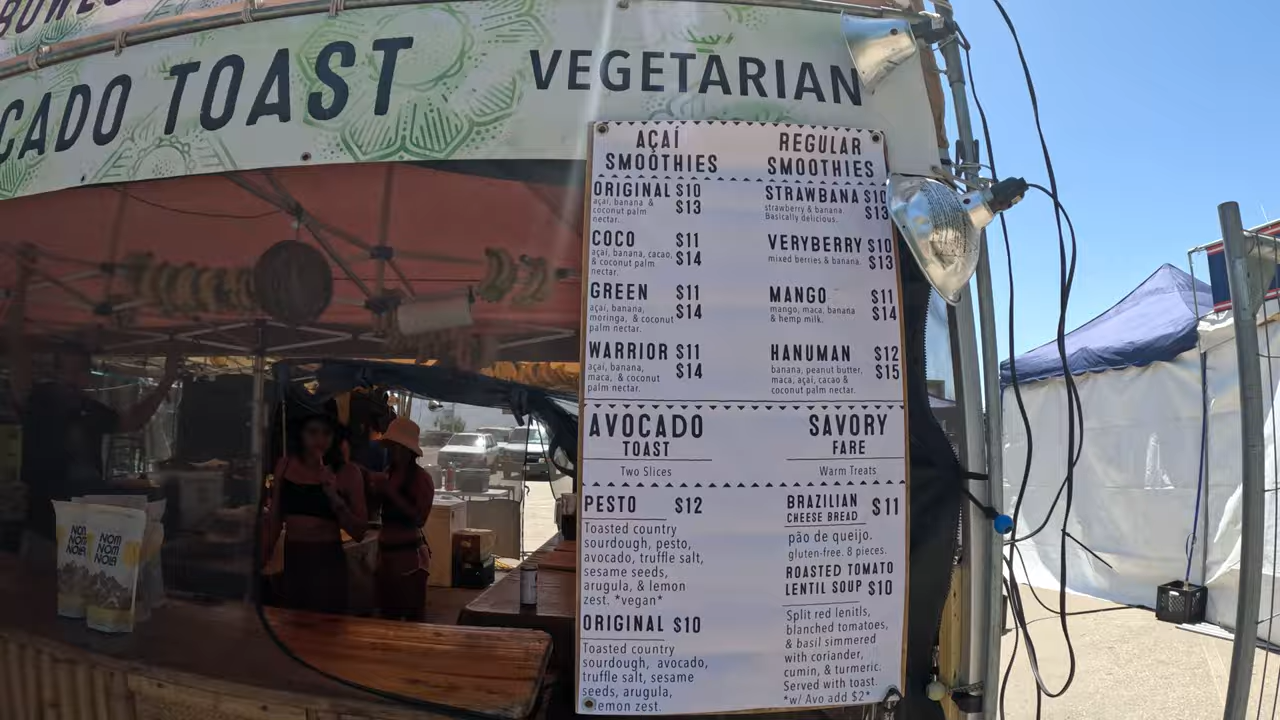 BOWLS
CADO TOAST
VEGETARIAN
AÇAÍ
SMOOTHIES
ORIGINAL $10
açaí, banana, & $13
coconut palm
nectar.
COCO $11
açaí, banana, cacao, $14
& coconut palm
nectar.
GREEN $11
açaí, banana, $14
moringa, & coconut
palm nectar.
WARRIOR $11
açaí, banana, $14
maca, & coconut
palm nectar.
REGULAR
SMOOTHIES
STRAWBANA $10
strawberry & banana. $13
Basically delicious.
VERYBERRY $10
mixed berries & banana. $13
MANGO $11
mango, maca, banana $14
& hemp milk.
HANUMAN $12
banana, peanut butter, $15
maca, açaí, cacao &
coconut palm nectar.
AVOCADO
TOAST
Two Slices
PESTO $12
Toasted country
sourdough, pesto,
avocado, truffle salt,
sesame seeds,
arugula, & lemon
zest. *vegan*
ORIGINAL $10
Toasted country
sourdough, avocado,
truffle salt, sesame
seeds, arugula,
lemon zest.
SAVORY
FARE
Warm Treats
BRAZILIAN $11
CHEESE BREAD
pão de queijo.
gluten-free. 8 pieces.
ROASTED TOMATO
LENTIL SOUP $10
Split red lenitls,
blanched tomatoes,
& basil simmered
with coriander,
cumin, & turmeric.
Served with toast.
*w/ Avo add $2*
NOM
NOM
NOLA
NOM
NOM
NOLA